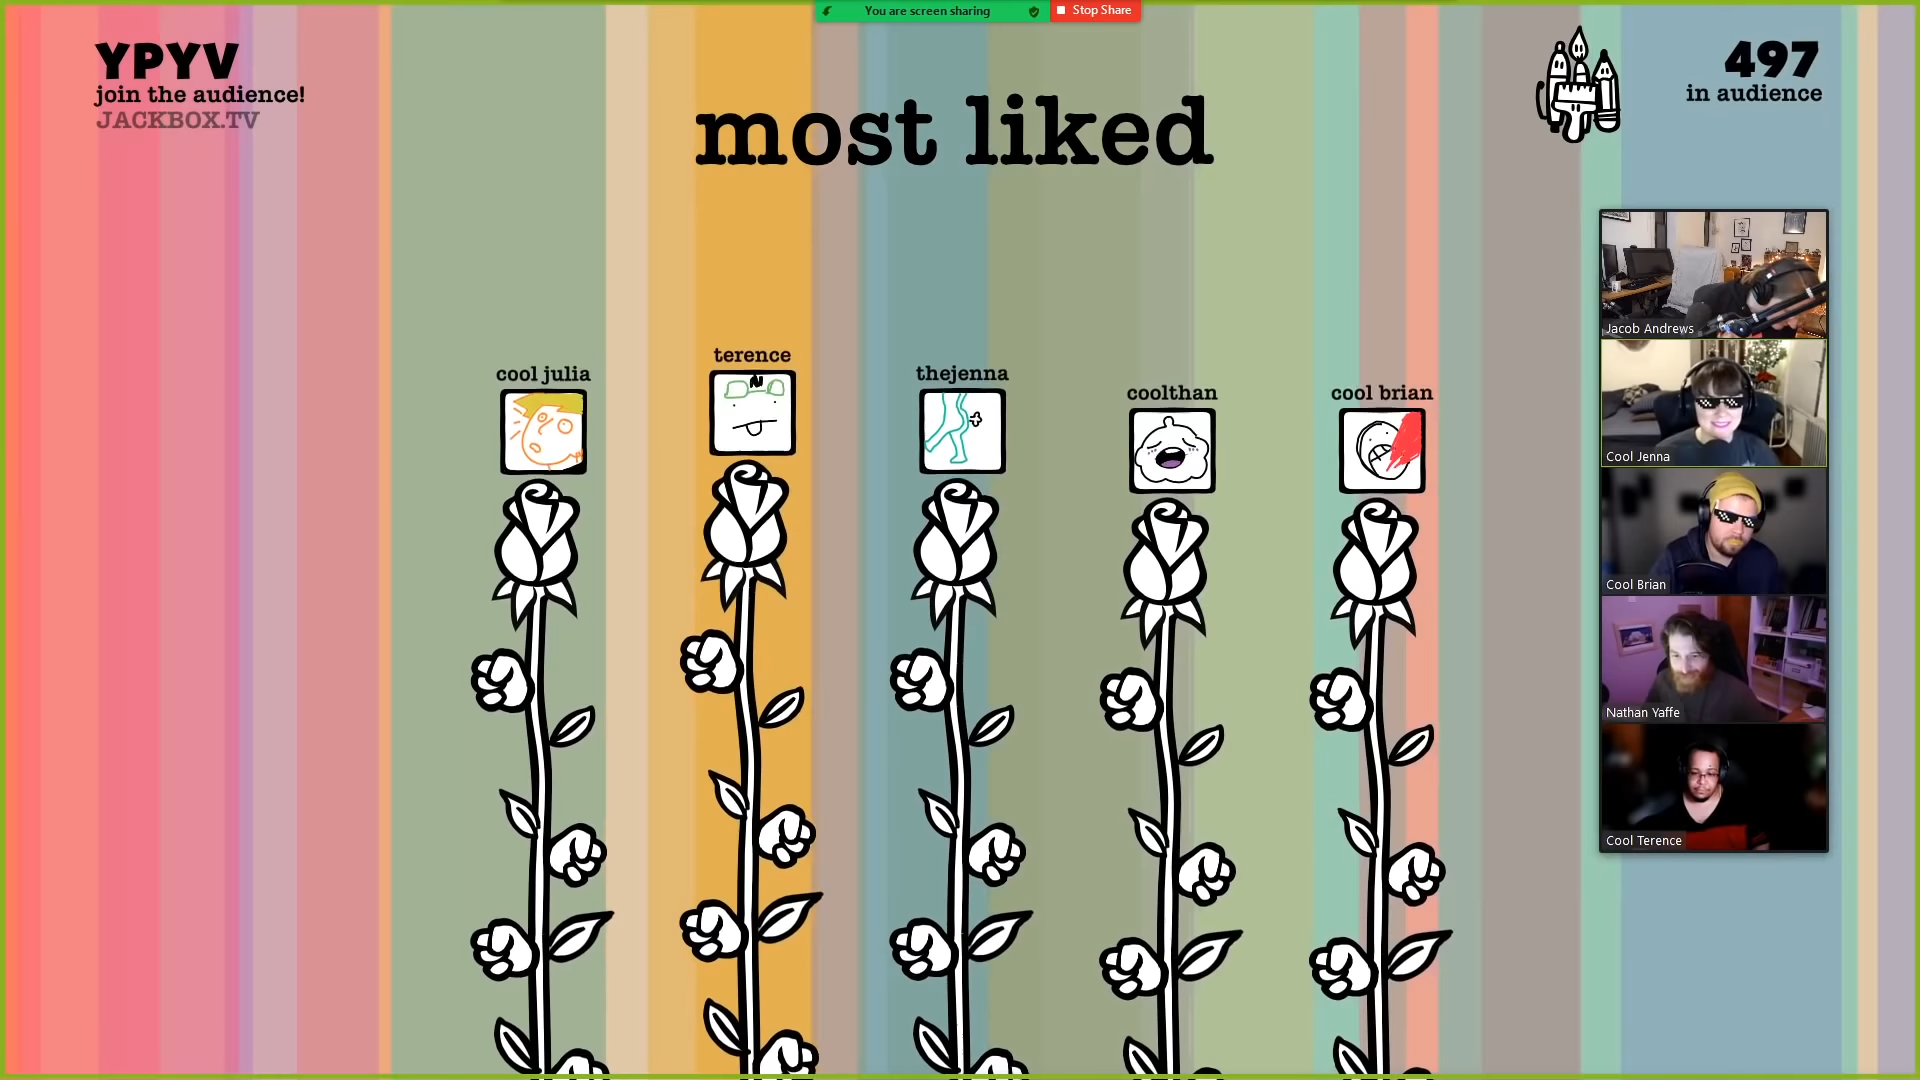 You are screen sharing
Stop Share
YPYV
join the audience!
JACKBOX.TV
497
in audience
most liked
cool julia
terence
thejenna
coolthan
cool brian
Jacob Andrews
Cool Jenna
Cool Brian
Nathan Yaffe
Cool Terence